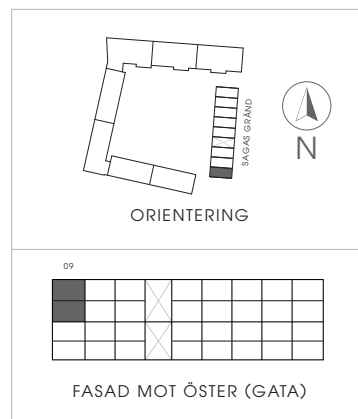 SAGAS GRÄND
N
ORIENTERING
09
FASAD MOT ÖSTER (GATA)